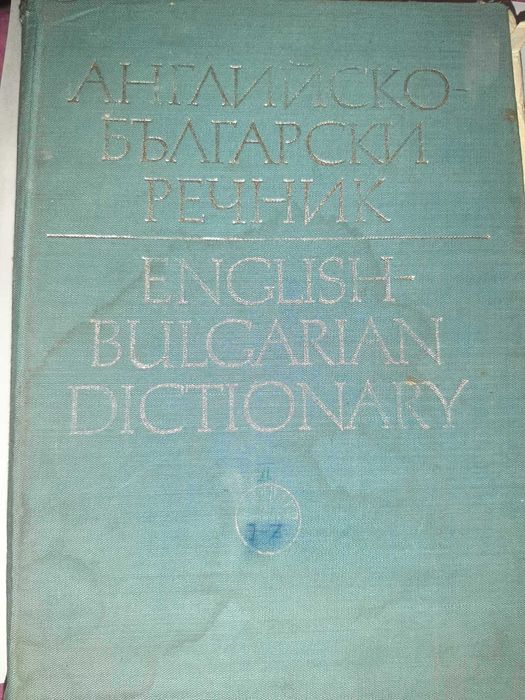 АНГЛИЙСКО-
БЪЛГАРСКИ
РЕЧНИК
ENGLISH-
BULGARIAN
DICTIONARY
J-Z